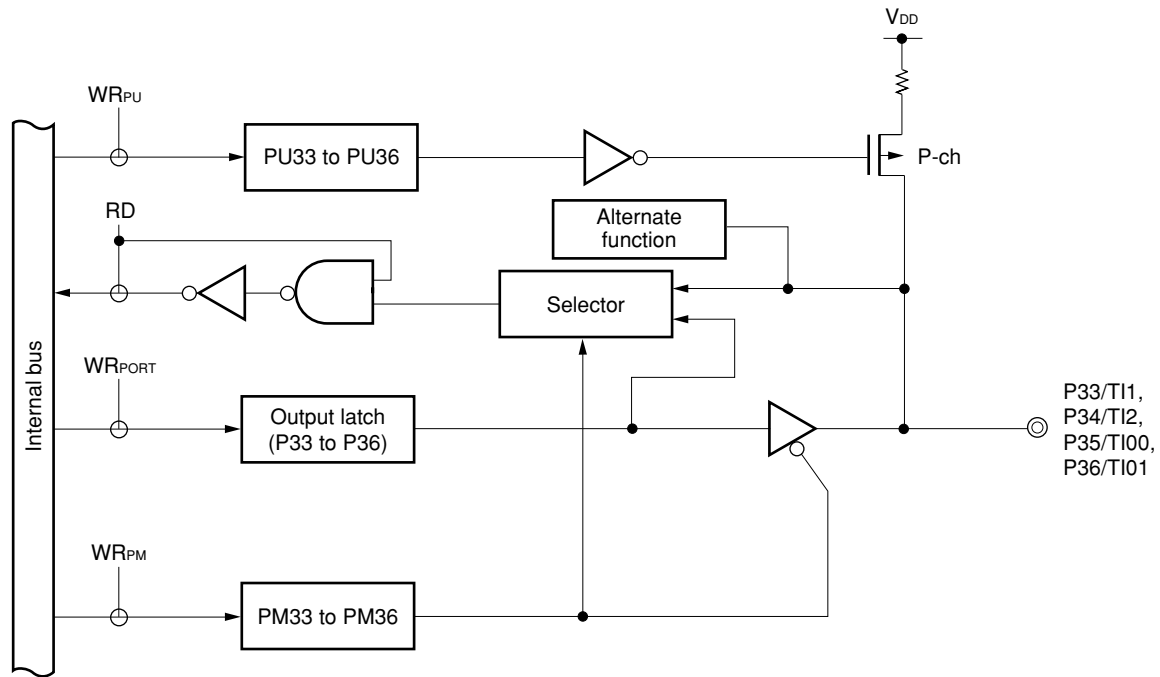 VDD
WRPU
PU33 to PU36
P-ch
RD
Alternate
function
Selector
Internal bus
WRPORT
Output latch
(P33 to P36)
P33/TI1,
P34/TI2,
P35/TI00,
P36/TI01
WRPM
PM33 to PM36